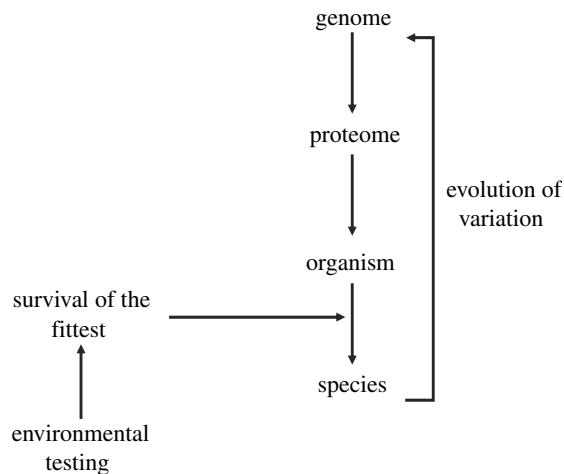 genome
proteome
evolution of
variation
organism
survival of the
fittest
species
environmental
testing